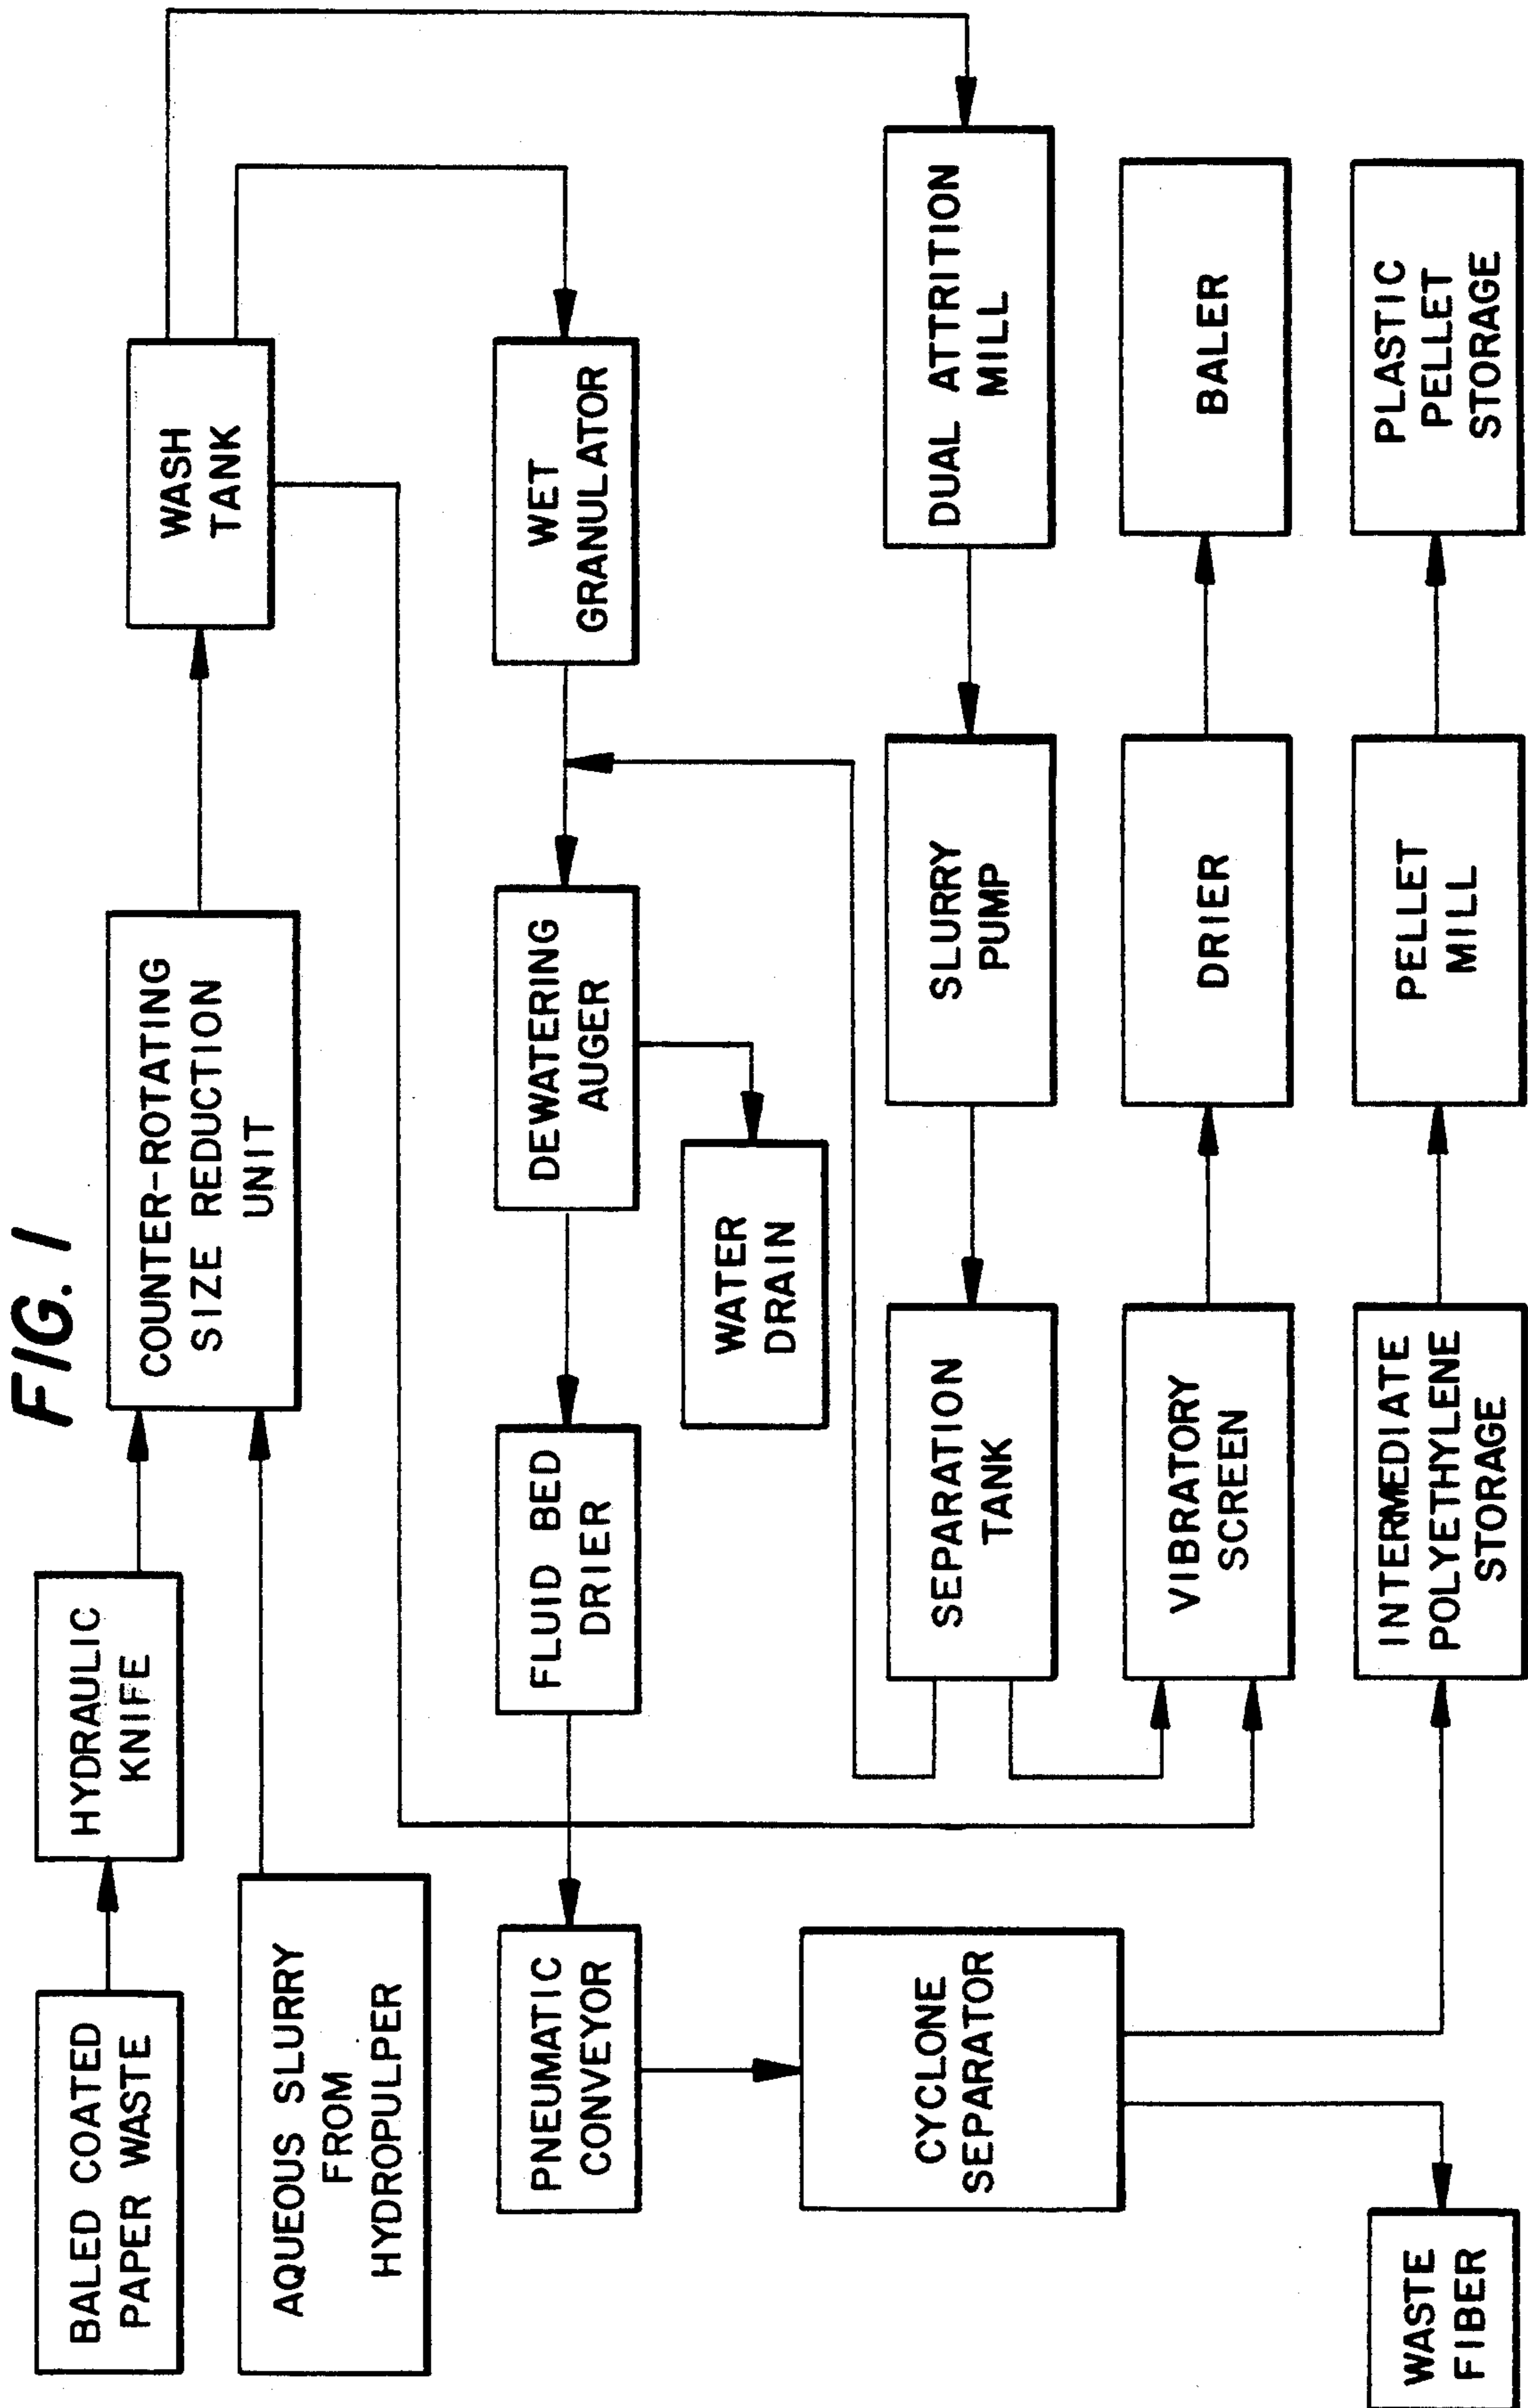 FIG. 1
BALED COATED
PAPER WASTE
HYDRAULIC
KNIFE
AQUEOUS SLURRY
FROM
HYDROPULPER
COUNTER-ROTATING
SIZE REDUCTION
UNIT
WASH
TANK
PNEUMATIC
CONVEYOR
FLUID BED
DRIER
DEWATERING
AUGER
WET
GRANULATOR
WATER
DRAIN
CYCLONE
SEPARATOR
SEPARATION
TANK
SLURRY
PUMP
DUAL ATTRITION
MILL
VIBRATORY
SCREEN
DRIER
BALER
WASTE
FIBER
INTERMEDIATE
POLYETHYLENE
STORAGE
PELLET
MILL
PLASTIC
PELLET
STORAGE